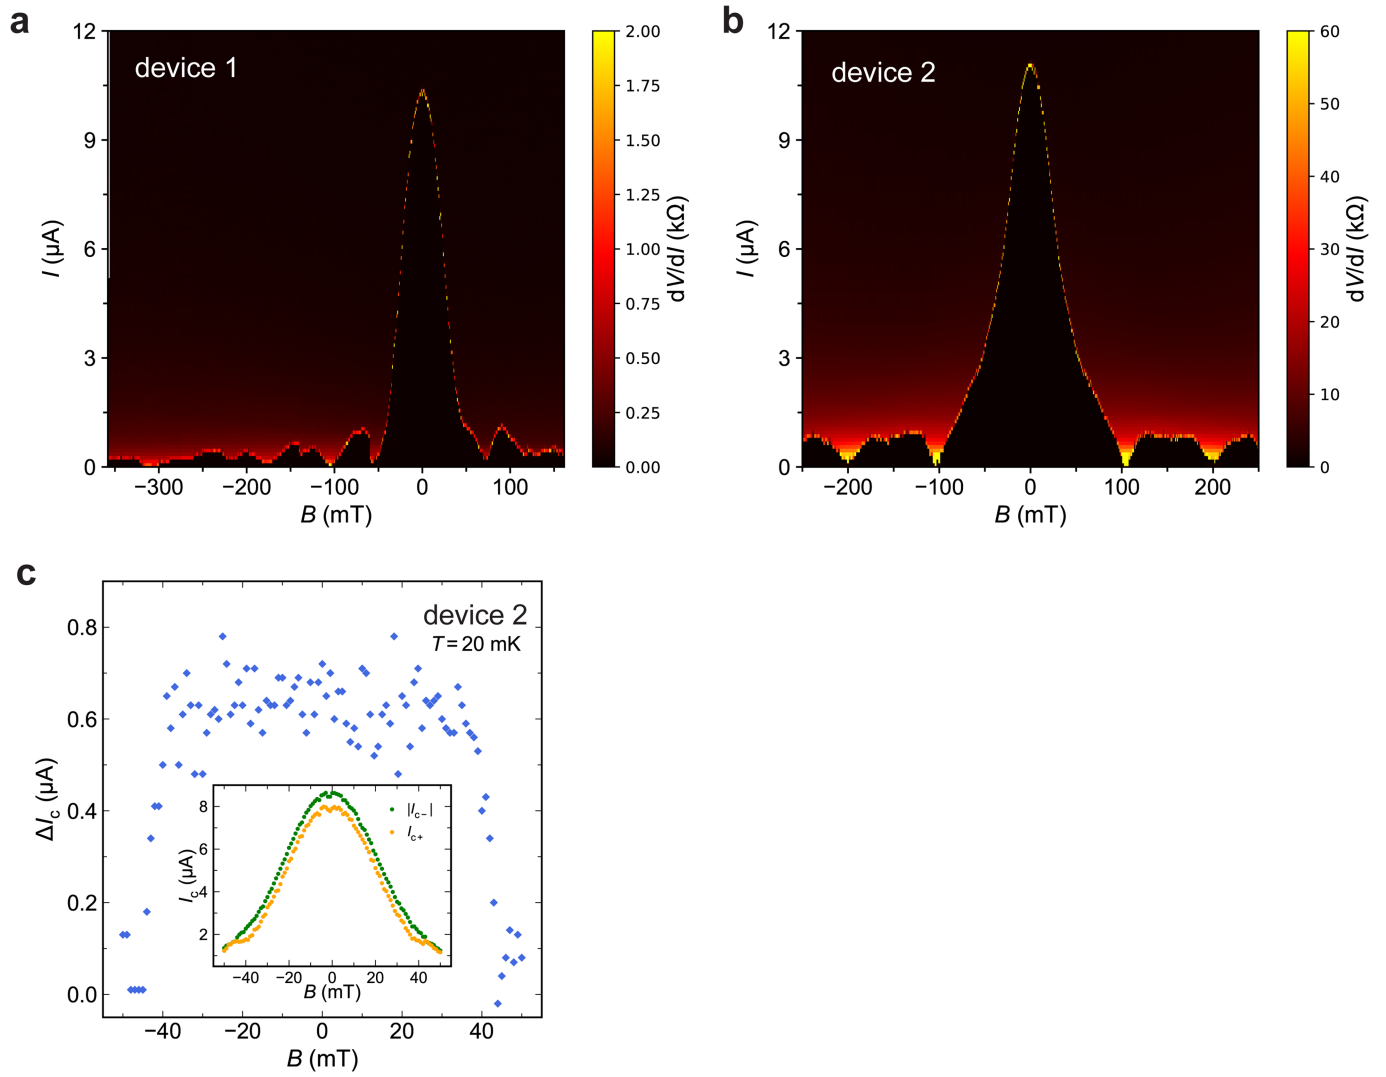 a
12
9
6
3
0
I (μA)
device 1
−300
−200
−100
0
100
B (mT)
2.00
1.75
1.50
1.25
1.00
0.75
0.50
0.25
0.00
dV/dI (kΩ)
b
12
9
6
3
0
I (μA)
device 2
−200
−100
0
100
200
B (mT)
60
50
40
30
20
10
0
dV/dI (kΩ)
c
0.8
0.6
0.4
0.2
0.0
ΔIc (μA)
device 2
T = 20 mK
8
6
4
2
Ic (μA)
|Ic−|
Ic+
−40
−20
0
20
40
B (mT)
−40
−20
0
20
40
B (mT)